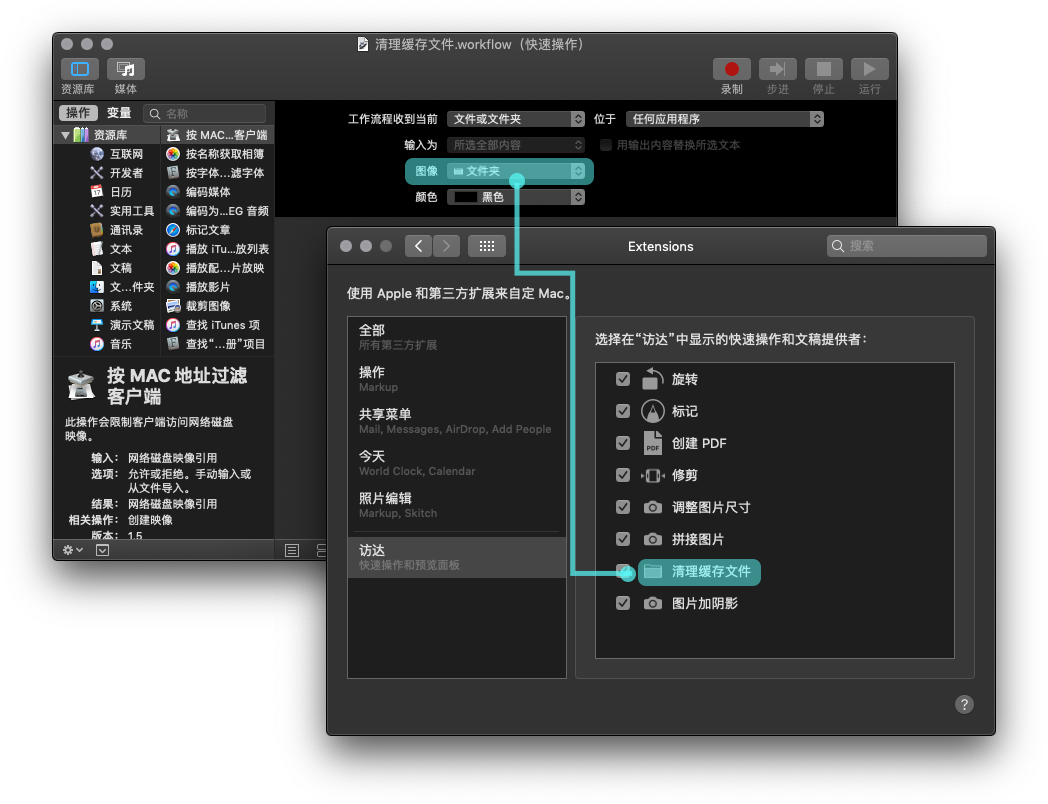 清理缓存文件.workflow（快速操作）
资源库
媒体
录制
步进
停止
运行
操作 变量
名称
资源库
互联网
开发者
日历
实用工具
通讯录
文本
文稿
文…件夹
系统
演示文稿
音乐
按 MAC…客户端
按名称获取相簿
按字体…滤字体
编码媒体
编码为…EG 音频
标记文章
播放 iTu…放列表
播放配…片放映
播放影片
裁剪图像
查找 iTunes 项
查找“…册”项目
按 MAC 地址过滤
客户端
此操作会限制客户端访问网络磁盘
映像。
输入： 网络磁盘映像引用
选项： 允许或拒绝。手动输入或
从文件导入。
结果： 网络磁盘映像引用
相关操作： 创建映像
版本： 1.5
工作流程收到当前 文件或文件夹 位于 任何应用程序
输入为 所选全部内容 用输出内容替换所选文本
图像 文件夹
颜色 黑色
Extensions
搜索
使用 Apple 和第三方扩展来自定 Mac。
全部
所有第三方扩展
操作
Markup
共享菜单
Mail, Messages, AirDrop, Add People
今天
World Clock, Calendar
照片编辑
Markup, Skitch
访达
快速操作和预览面板
选择在“访达”中显示的快速操作和文稿提供者：
旋转
标记
PDF
创建 PDF
修剪
调整图片尺寸
拼接图片
清理缓存文件
图片加阴影
?